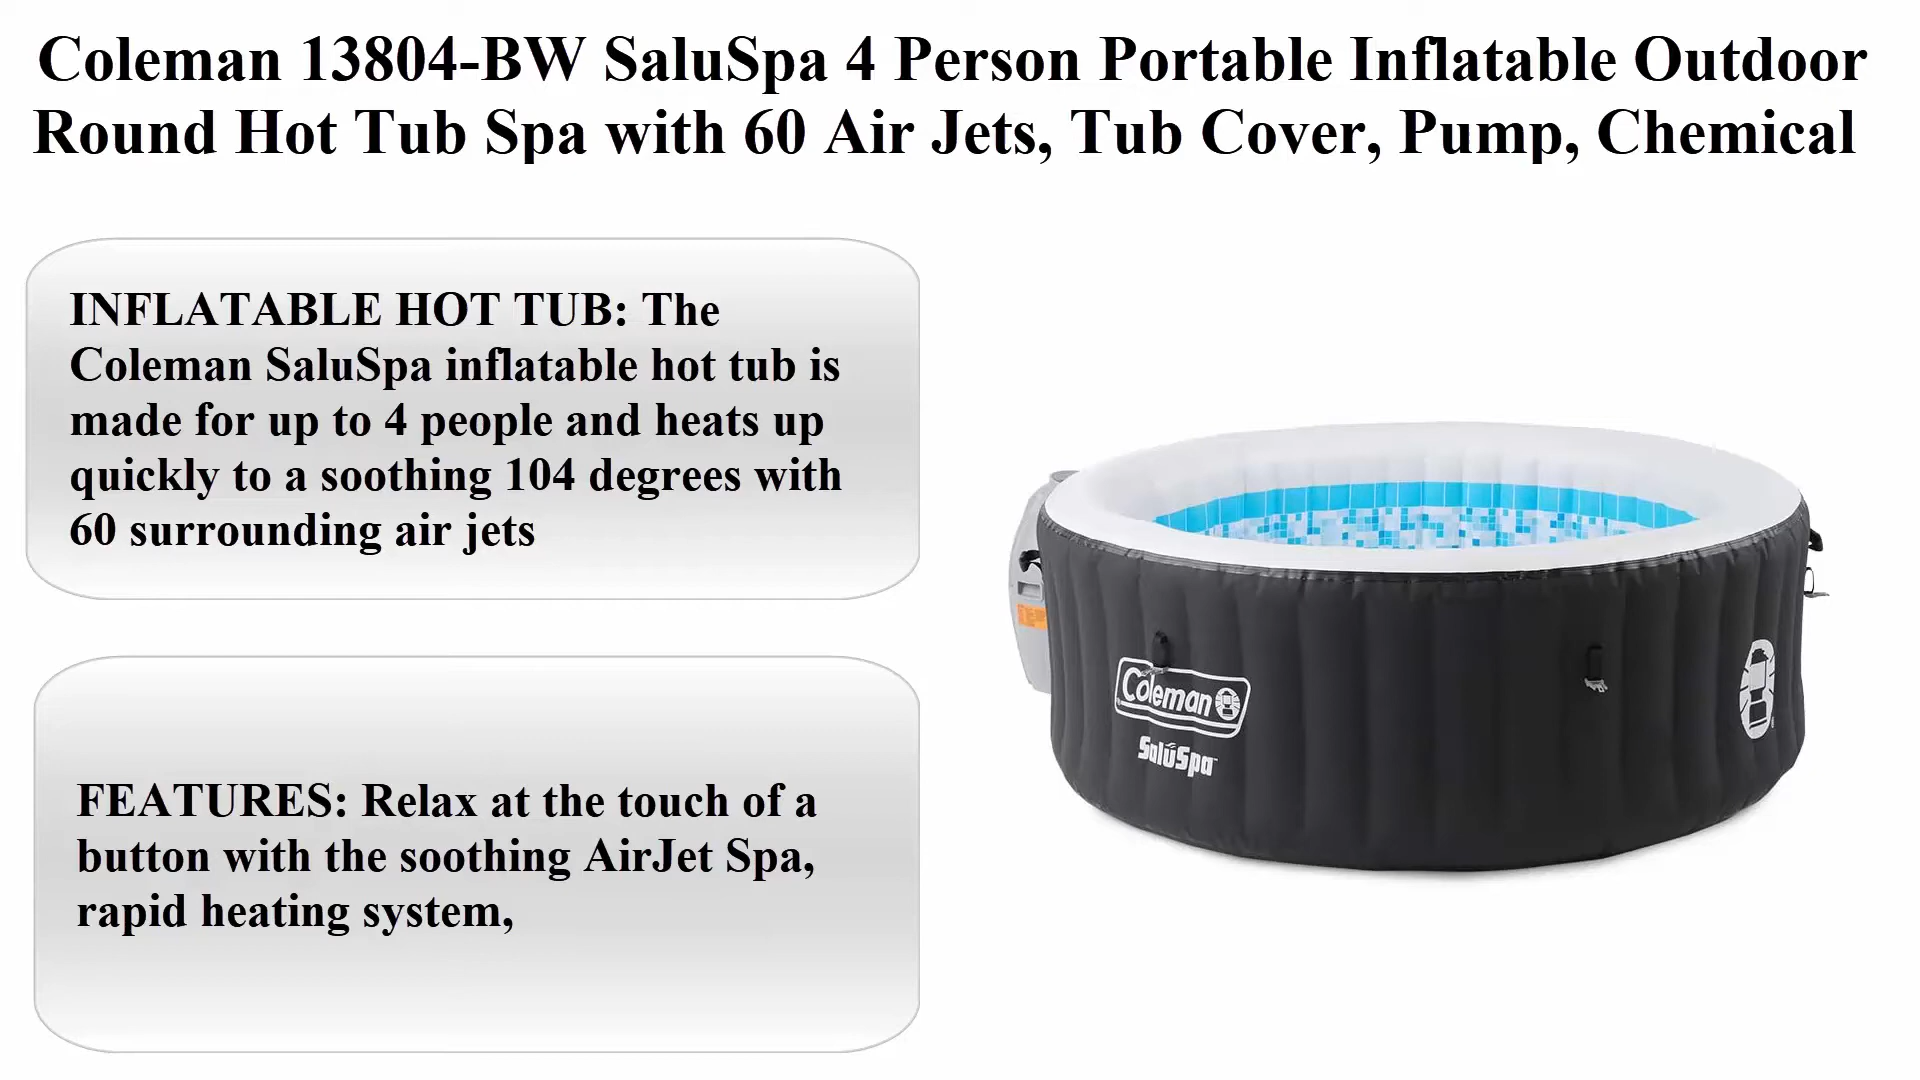 Coleman 13804-BW SaluSpa 4 Person Portable Inflatable Outdoor
Round Hot Tub Spa with 60 Air Jets, Tub Cover, Pump, Chemical
INFLATABLE HOT TUB: The
Coleman SaluSpa inflatable hot tub is
made for up to 4 people and heats up
quickly to a soothing 104 degrees with
60 surrounding air jets
FEATURES: Relax at the touch of a
button with the soothing AirJet Spa,
rapid heating system,
Coleman
SaluSpa